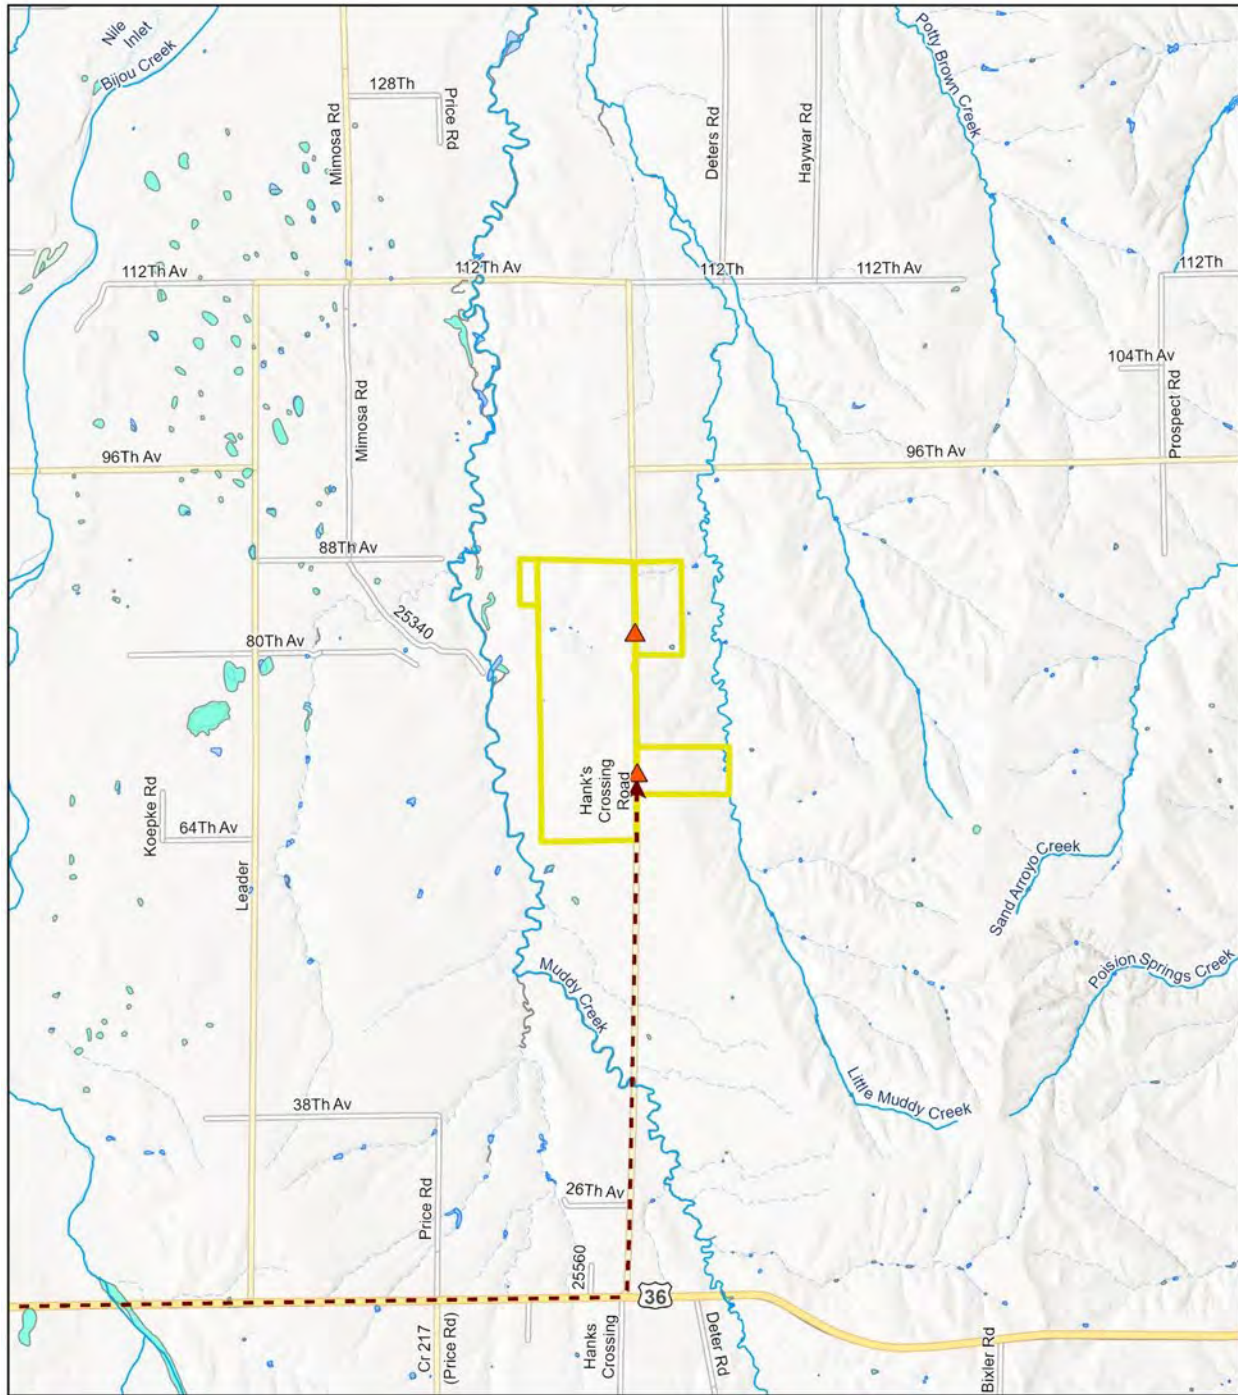 Nile
Inlet
Bijou Creek
Potty Brown Creek
128Th
Price Rd
Mimosa Rd
Deters Rd
Haywar Rd
112Th Av
112Th Av
112Th
112Th Av
112Th
104Th Av
Prospect Rd
Mimosa Rd
96Th Av
96Th Av
88Th Av
25340
80Th Av
Hank's
Crossing
Road
Koepke Rd
64Th Av
Leader
Sand Arroyo Creek
Muddy Creek
Poision Springs Creek
Little Muddy Creek
38Th Av
26Th Av
Price Rd
25560
36
Cr 217
(Price Rd)
Hanks
Crossing
Deter Rd
Bixler Rd